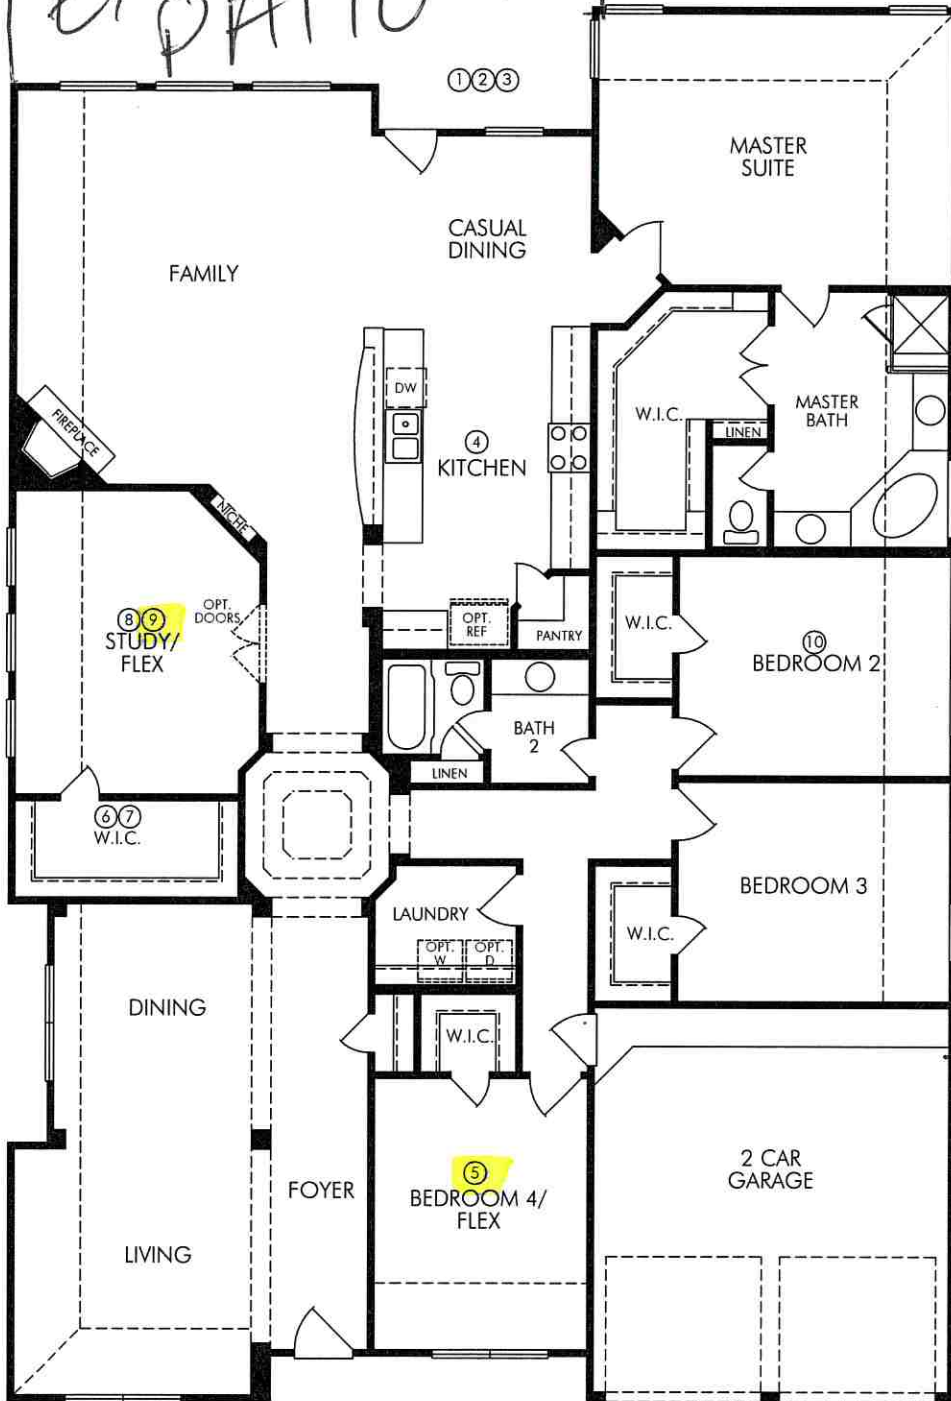 PATIO
①②③
MASTER
SUITE
CASUAL
DINING
FAMILY
DW
W.I.C.
MASTER
BATH
FIREPLACE
④
KITCHEN
LINEN
NICHE
⑧⑨
STUDY/
FLEX
OPT.
DOORS
OPT.
REF
PANTRY
W.I.C.
⑩
BEDROOM 2
BATH
2
LINEN
⑥⑦
W.I.C.
BEDROOM 3
LAUNDRY
OPT.
W
OPT.
D
W.I.C.
DINING
W.I.C.
2 CAR
GARAGE
⑤
BEDROOM 4/
FLEX
FOYER
LIVING